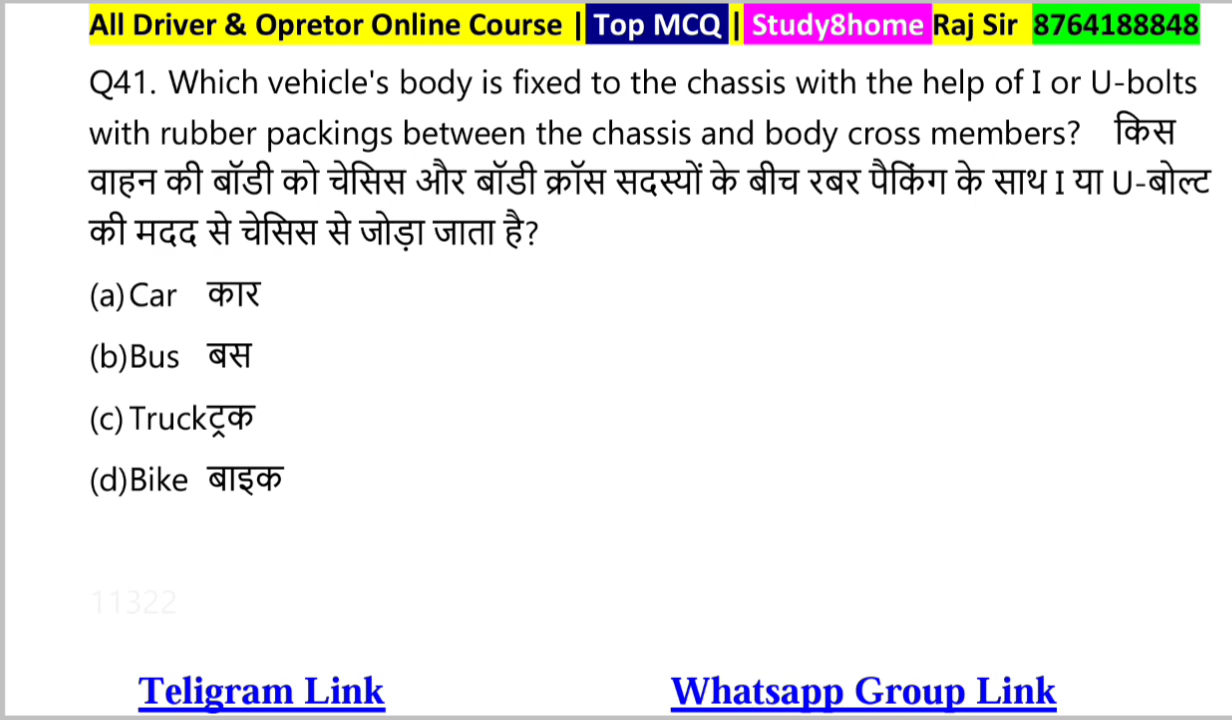 All Driver & Opretor Online Course | Top MCQ | Study8home Raj Sir 8764188848
Q41. Which vehicle's body is fixed to the chassis with the help of I or U-bolts
with rubber packings between the chassis and body cross members? किस
वाहन की बॉडी को चेसिस और बॉडी क्रॉस सदस्यों के बीच रबर पैकिंग के साथ I या U-बोल्ट
की मदद से चेसिस से जोड़ा जाता है?
(a) Car कार
(b) Bus बस
(c) Truck ट्रक
(d) Bike बाइक
11322
Teligram Link
Whatsapp Group Link